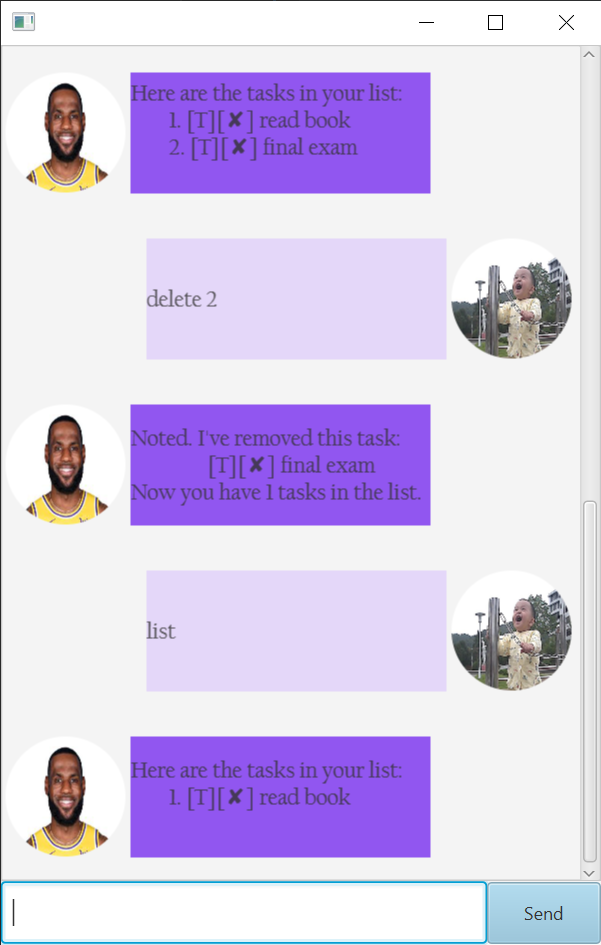 Here are the tasks in your list:
1. [T][✘] read book
2. [T][✘] final exam
delete 2
Noted. I've removed this task:
[T][✘] final exam
Now you have 1 tasks in the list.
list
Here are the tasks in your list:
1. [T][✘] read book
Send